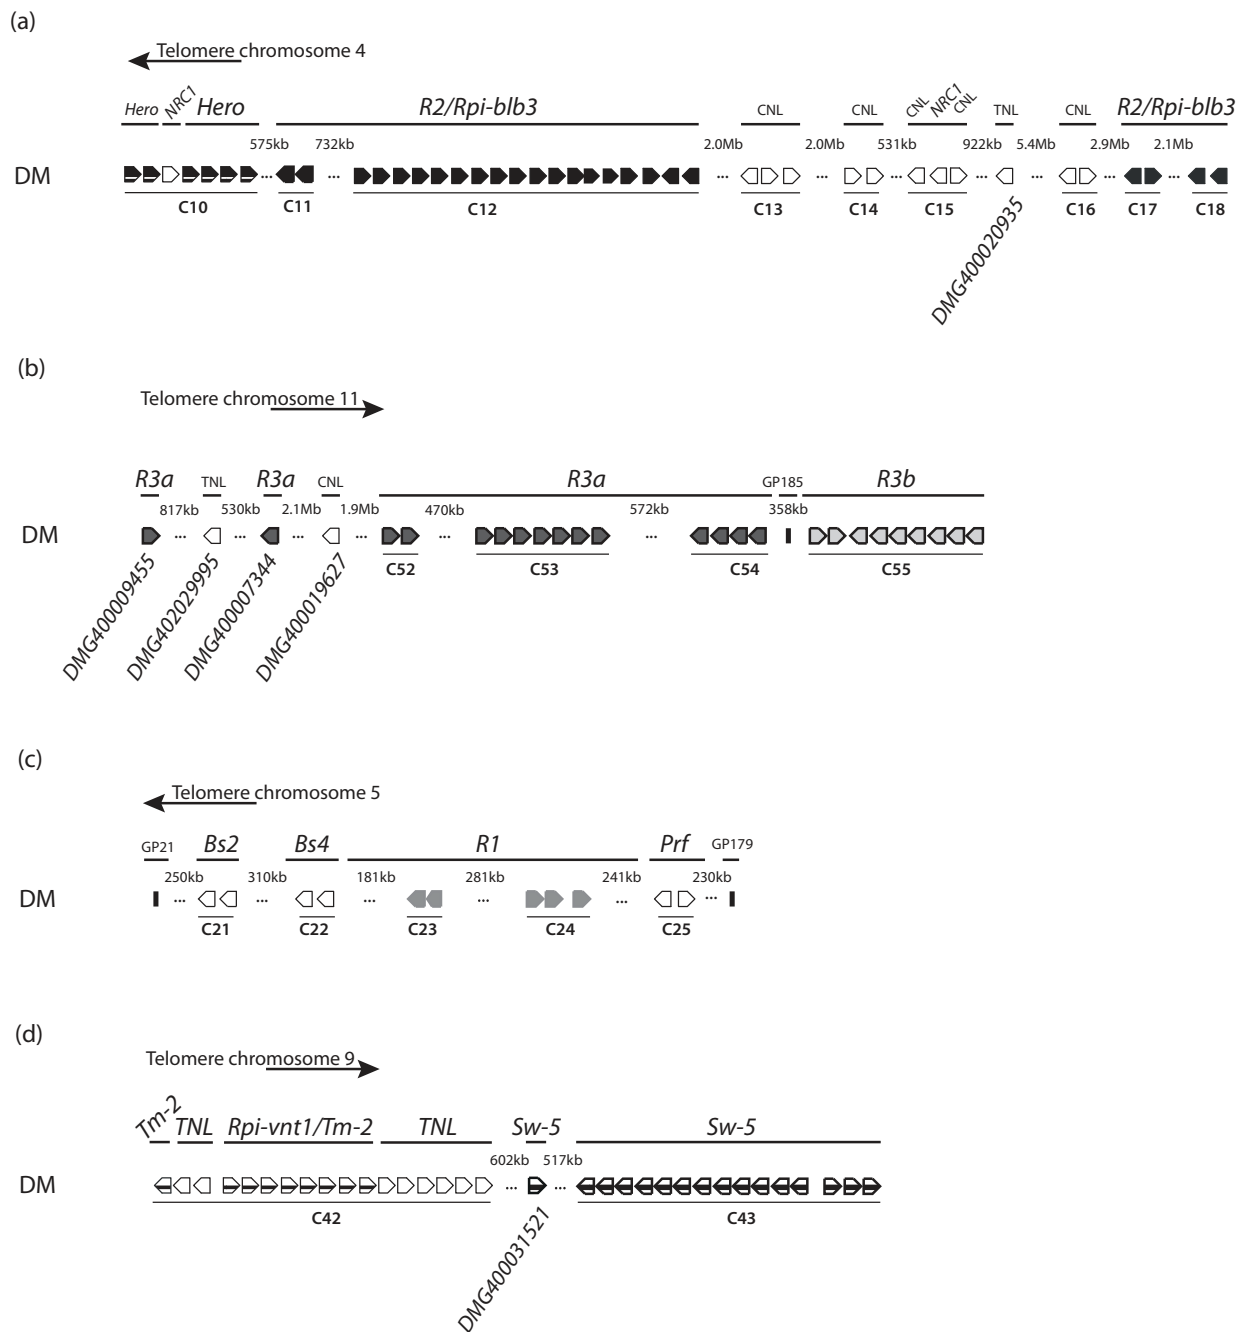 (a)
Telomere chromosome 4
Hero NRC1 Hero R2/Rpi-blb3 CNL CNL CNL NRC1 CNL TNL CNL R2/Rpi-blb3
575kb 732kb 2.0Mb 2.0Mb 531kb 922kb 5.4Mb 2.9Mb 2.1Mb
DM ... ... ... ... ... ... ... ... ...
C10 C11 C12 C13 C14 C15 C16 C17 C18
DMG400020935
(b)
Telomere chromosome 11
R3a TNL R3a CNL R3a GP185 R3b
817kb 530kb 2.1Mb 1.9Mb 470kb 572kb 358kb
DM ... ... ... ... ... ...
C52 C53 C54 C55
DMG400009455 DMG402029995 DMG400007344 DMG400019627
(c)
Telomere chromosome 5
GP21 Bs2 Bs4 R1 Prf GP179
250kb 310kb 181kb 281kb 241kb 230kb
DM ... ... ... ... ... ...
C21 C22 C23 C24 C25
(d)
Telomere chromosome 9
Tm-2 TNL Rpi-vnt1/Tm-2 TNL Sw-5 Sw-5
602kb 517kb
DM ... ...
C42 C43
DMG400031521